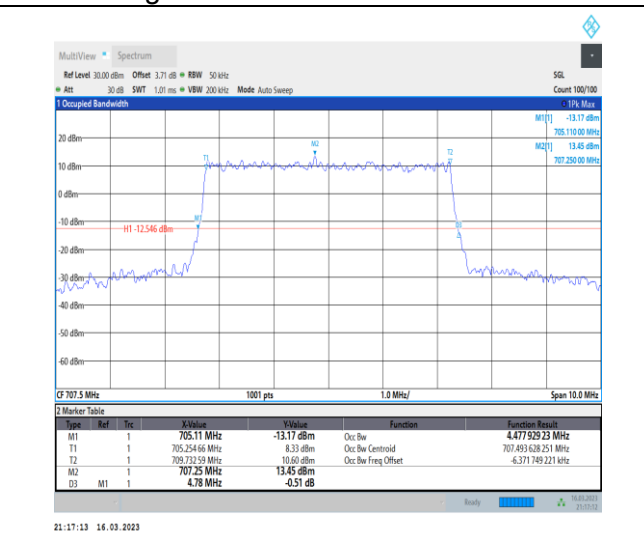 MultiView Spectrum
Ref Level 30.00 dBm Offset 3.71 dB RBW 50 kHz SGL
Att 30 dB SWT 1.01 ms VBW 200 kHz Mode Auto Sweep Count 100/100
1 Occupied Bandwidth 1Pk Max
M1[1] -13.17 dBm
705.110 00 MHz
M2[1] 13.45 dBm
707.250 00 MHz
20 dBm
M2
T1
T2
10 dBm
0 dBm
-10 dBm
M1
D3
H1 -12.546 dBm
-20 dBm
-30 dBm
-40 dBm
-50 dBm
-60 dBm
CF 707.5 MHz 1001 pts 1.0 MHz/ Span 10.0 MHz
2 Marker Table
Type Ref Trc X-Value Y-Value Function Function Result
M1 1 705.11 MHz -13.17 dBm Occ Bw 4.477 929 23 MHz
T1 1 705.254 66 MHz 8.33 dBm Occ Bw Centroid 707.493 628 251 MHz
T2 1 709.732 59 MHz 10.60 dBm Occ Bw Freq Offset -6.371 749 221 kHz
M2 1 707.25 MHz 13.45 dBm
D3 M1 1 4.78 MHz -0.51 dB
Ready 16.03.2023
21:17:12
21:17:13 16.03.2023